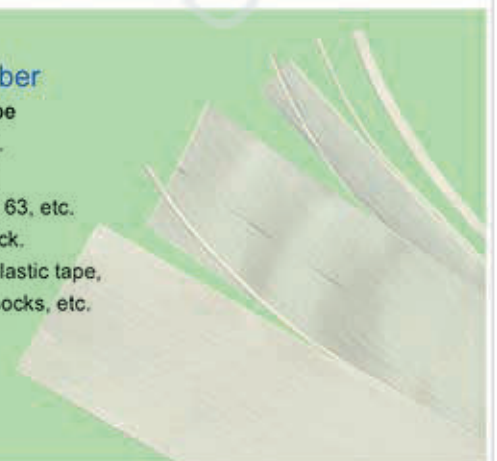 ber
pe
63, etc.
ck.
lastic tape,
ocks, etc.